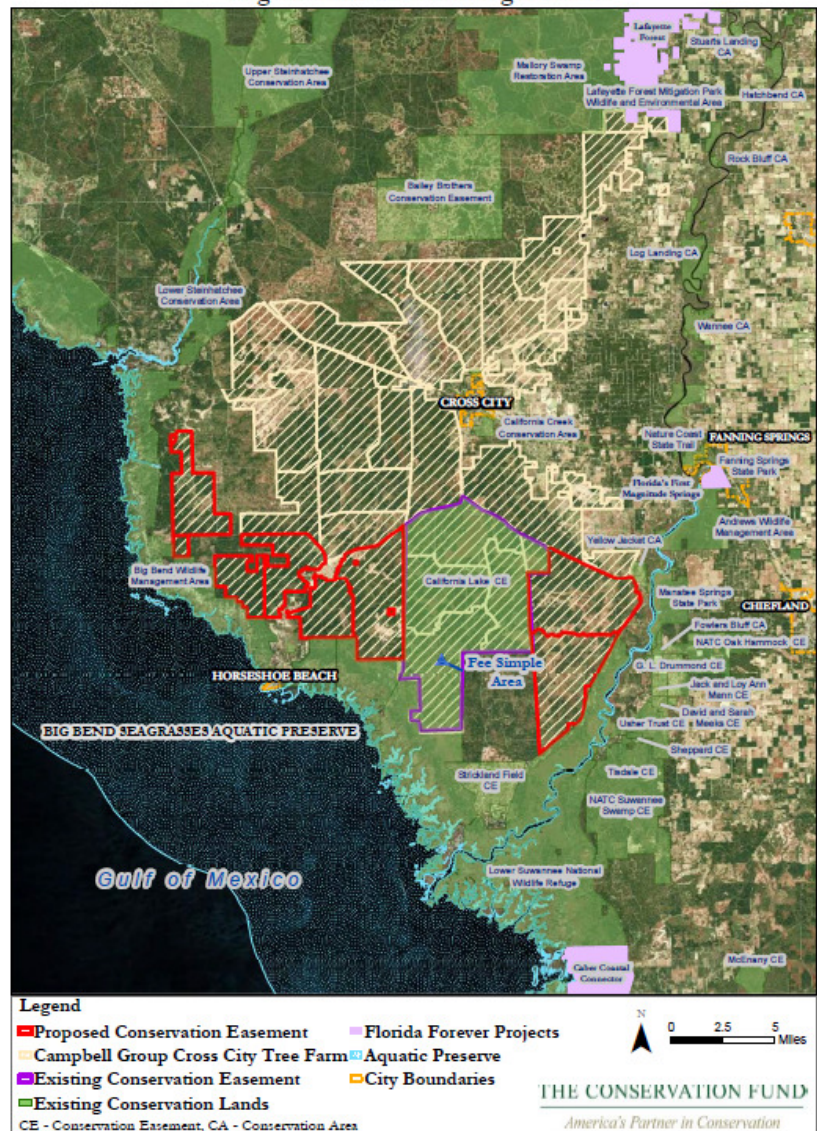 Lafayette
Forest
Stuarts Landing
CA
Upper Steinhatchee
Conservation Area
Mallory Swamp
Restoration Area
Lafayette Forest Mitigation Park
Wildlife and Environmental Area
Hatchbend CA
Rock Bluff CA
Bailey Brothers
Conservation Easement
Log Landing CA
Lower Steinhatchee
Conservation Area
Wannee CA
CROSS CITY
California Creek
Conservation Area
Nature Coast
State Trail
FANNING SPRINGS
Fanning Springs
State Park
Florida's First
Magnitude Springs
Andrews Wildlife
Management Area
Yellow Jacket CA
Big Bend Wildlife
Management Area
California Lake CE
Manatee Springs
State Park
CHIEFLAND
Fowlers Bluff CA
NATC Oak Hammock CE
Fee Simple
Area
G. L. Drummond CE
HORSESHOE BEACH
Jack and Loy Ann
Mann CE
David and Sarah
Meeks CE
Usher Trust CE
BIG BEND SEAGRASSES AQUATIC PRESERVE
Sheppard CE
Strickland Field
CE
Tisdale CE
NATC Suwannee
Swamp CE
Gulf of Mexico
Lower Suwannee National
Wildlife Refuge
Caber Coastal
Connector
McEnany CE
Legend
Proposed Conservation Easement
Florida Forever Projects
Campbell Group Cross City Tree Farm
Aquatic Preserve
Existing Conservation Easement
City Boundaries
Existing Conservation Lands
CE - Conservation Easement, CA - Conservation Area
N
0 2.5 5
Miles
THE CONSERVATION FUND
America's Partner in Conservation